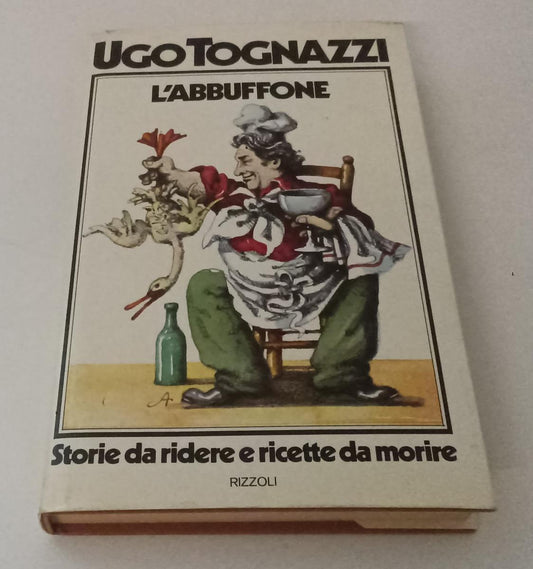 UGO TOGNAZZI
L'ABBUFFONE
Storie da ridere e ricette da morire
RIZZOLI